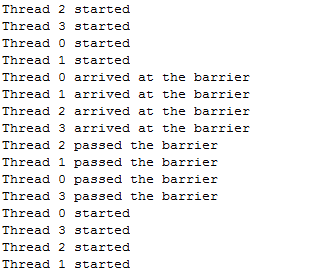 Thread 2 started
Thread 3 started
Thread 0 started
Thread 1 started
Thread 0 arrived at the barrier
Thread 1 arrived at the barrier
Thread 2 arrived at the barrier
Thread 3 arrived at the barrier
Thread 2 passed the barrier
Thread 1 passed the barrier
Thread 0 passed the barrier
Thread 3 passed the barrier
Thread 0 started
Thread 3 started
Thread 2 started
Thread 1 started